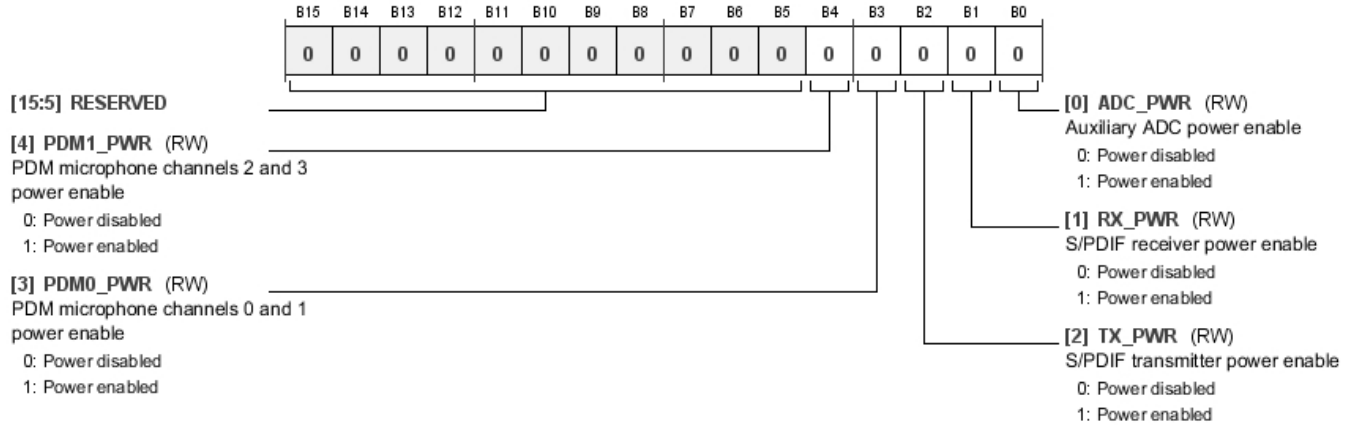 B15 B14 B13 B12 B11 B10 B9 B8 B7 B6 B5 B4 B3 B2 B1 B0
0 0 0 0 0 0 0 0 0 0 0 0 0 0 0 0
[15:5] RESERVED
[4] PDM1_PWR (RW)
PDM microphone channels 2 and 3
power enable
0: Power disabled
1: Power enabled
[3] PDM0_PWR (RW)
PDM microphone channels 0 and 1
power enable
0: Power disabled
1: Power enabled
[0] ADC_PWR (RW)
Auxiliary ADC power enable
0: Power disabled
1: Power enabled
[1] RX_PWR (RW)
S/PDIF receiver power enable
0: Power disabled
1: Power enabled
[2] TX_PWR (RW)
S/PDIF transmitter power enable
0: Power disabled
1: Power enabled